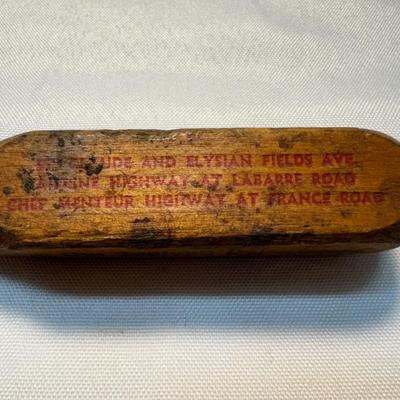 AND ELYSIAN FIELDS AVE.
HIGHWAY AT LABARRE ROAD
CHEF MENTEUR HIGHWAY AT FRANCE ROAD